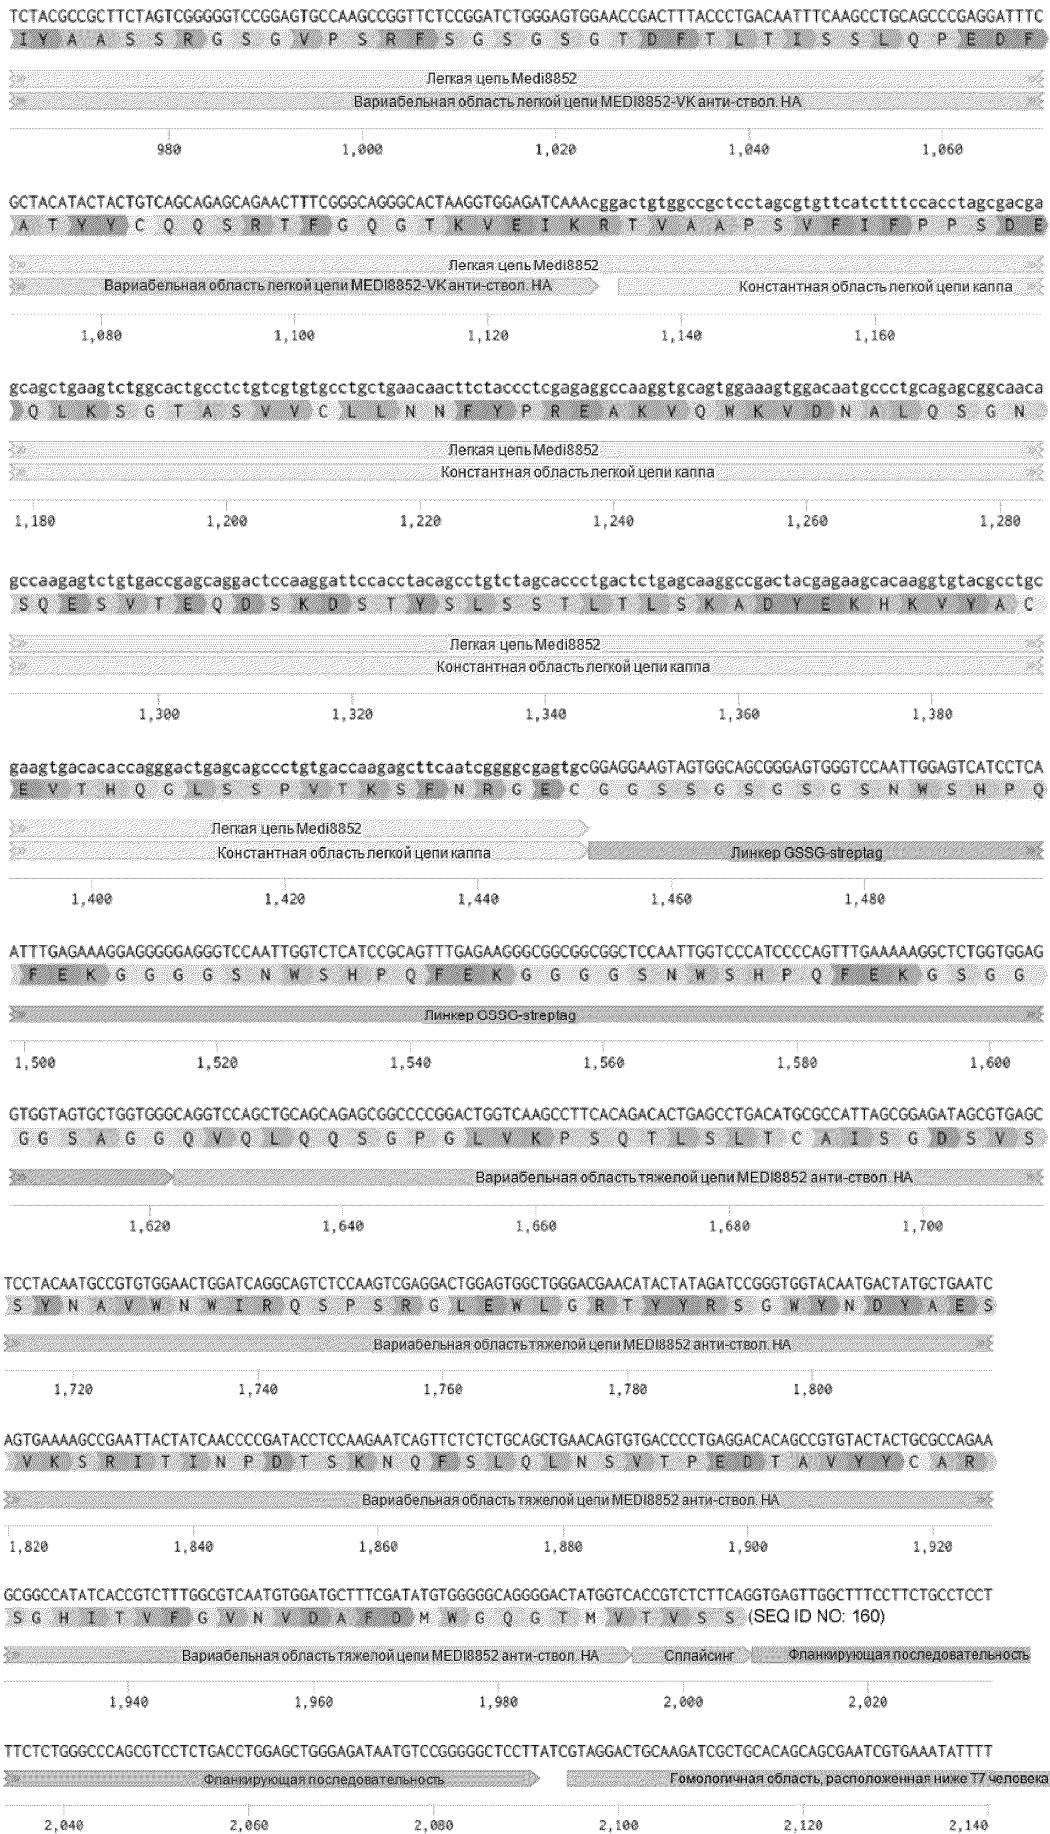 TCTACGCCGCTTCTAGTCGGGGGTCCGGAGTGCCAAGCCGGTTCTCCGGATCTGGGAGTGGAACCGACTTTACCCTGACAATTTCAAGCCTGCAGCCCGAGGATTTC
I Y A A S S R G S G V P S R F S G S G S G T D F T L T I S S L Q P E D F
Легкая цепь Medi8852
Вариабельная область легкой цепи MEDI8852-VK анти-ствол. HA
980 1,000 1,020 1,040 1,060
GCTACATACTACTGTCAGCAGAGCAGAACTTTCGGGCAGGGCACTAAGGTGGAGATCAAAcggactgtggccgctcctagcgtgttcatctttccacctagcgacga
A T Y Y C Q Q S R T F G Q G T K V E I K R T V A A P S V F I F P P S D E
Легкая цепь Medi8852
Вариабельная область легкой цепи MEDI8852-VK анти-ствол. HA Константная область легкой цепи каппа
1,080 1,100 1,120 1,140 1,160
gcagctgaagtctggcactgcctctgtcgtgtgcctgctgaacaacttctaccctcgagaggccaaggtgcagtggaaagtggacaatgccctgcagagcggcaaca
Q L K S G T A S V V C L L N N F Y P R E A K V Q W K V D N A L Q S G N
Легкая цепь Medi8852
Константная область легкой цепи каппа
1,180 1,200 1,220 1,240 1,260 1,280
gccaagagtctgtgaccgagcaggactccaaggattccacctacagcctgtctagcaccctgactctgagcaaggccgactacgagaagcacaaggtgtacgcctgc
S Q E S V T E Q D S K D S T Y S L S S T L T L S K A D Y E K H K V Y A C
Легкая цепь Medi8852
Константная область легкой цепи каппа
1,300 1,320 1,340 1,360 1,380
gaagtgacacaccagggactgagcagccctgtgaccaagagcttcaatcggggcgagtgcGGAGGAAGTAGTGGCAGCGGGAGTGGGTCCAATTGGAGTCATCCTCA
E V T H Q G L S S P V T K S F N R G E C G G S S G S G S G S N W S H P Q
Легкая цепь Medi8852
Константная область легкой цепи каппа Линкер GSSG-streptag
1,400 1,420 1,440 1,460 1,480
ATTTGAGAAAGGAGGGGGAGGGTCCAATTGGTCTCATCCGCAGTTTGAGAAGGGCGGCGGCGGCTCCAATTGGTCCCATCCCCAGTTTGAAAAAGGCTCTGGTGGAG
F E K G G G G S N W S H P Q F E K G G G G S N W S H P Q F E K G S G G
Линкер GSSG-streptag
1,500 1,520 1,540 1,560 1,580 1,600
GTGGTAGTGCTGGTGGGCAGGTCCAGCTGCAGCAGAGCGGCCCCGGACTGGTCAAGCCTTCACAGACACTGAGCCTGACATGCGCCATTAGCGGAGATAGCGTGAGC
G G S A G G Q V Q L Q Q S G P G L V K P S Q T L S L T C A I S G D S V S
Вариабельная область тяжелой цепи MEDI8852 анти-ствол. HA
1,620 1,640 1,660 1,680 1,700
TCCTACAATGCCGTGTGGAACTGGATCAGGCAGTCTCCAAGTCGAGGACTGGAGTGGCTGGGACGAACATACTATAGATCCGGGTGGTACAATGACTATGCTGAATC
S Y N A V W N W I R Q S P S R G L E W L G R T Y Y R S G W Y N D Y A E S
Вариабельная область тяжелой цепи MEDI8852 анти-ствол. HA
1,720 1,740 1,760 1,780 1,800
AGTGAAAAGCCGAATTACTATCAACCCCGATACCTCCAAGAATCAGTTCTCTCTGCAGCTGAACAGTGTGACCCCTGAGGACACAGCCGTGTACTACTGCGCCAGAA
V K S R I T I N P D T S K N Q F S L Q L N S V T P E D T A V Y Y C A R
Вариабельная область тяжелой цепи MEDI8852 анти-ствол. HA
1,820 1,840 1,860 1,880 1,900 1,920
GCGGCCATATCACCGTCTTTGGCGTCAATGTGGATGCTTTCGATATGTGGGGGCAGGGGACTATGGTCACCGTCTCTTCAGGTGAGTTGGCTTTCCTTCTGCCTCCT
S G H I T V F G V N V D A F D M W G Q G T M V T V S S (SEQ ID NO: 160)
Вариабельная область тяжелой цепи MEDI8852 анти-ствол. HA Сплайсинг Фланкирующая последовательность
1,940 1,960 1,980 2,000 2,020
TTCTCTGGGCCCAGCGTCCTCTGACCTGGAGCTGGGAGATAATGTCCGGGGGCTCCTTATCGTAGGACTGCAAGATCGCTGCACAGCAGCGAATCGTGAAATATTTT
Фланкирующая последовательность Гомологичная область, расположенная ниже T7 человека
2,040 2,060 2,080 2,100 2,120 2,140